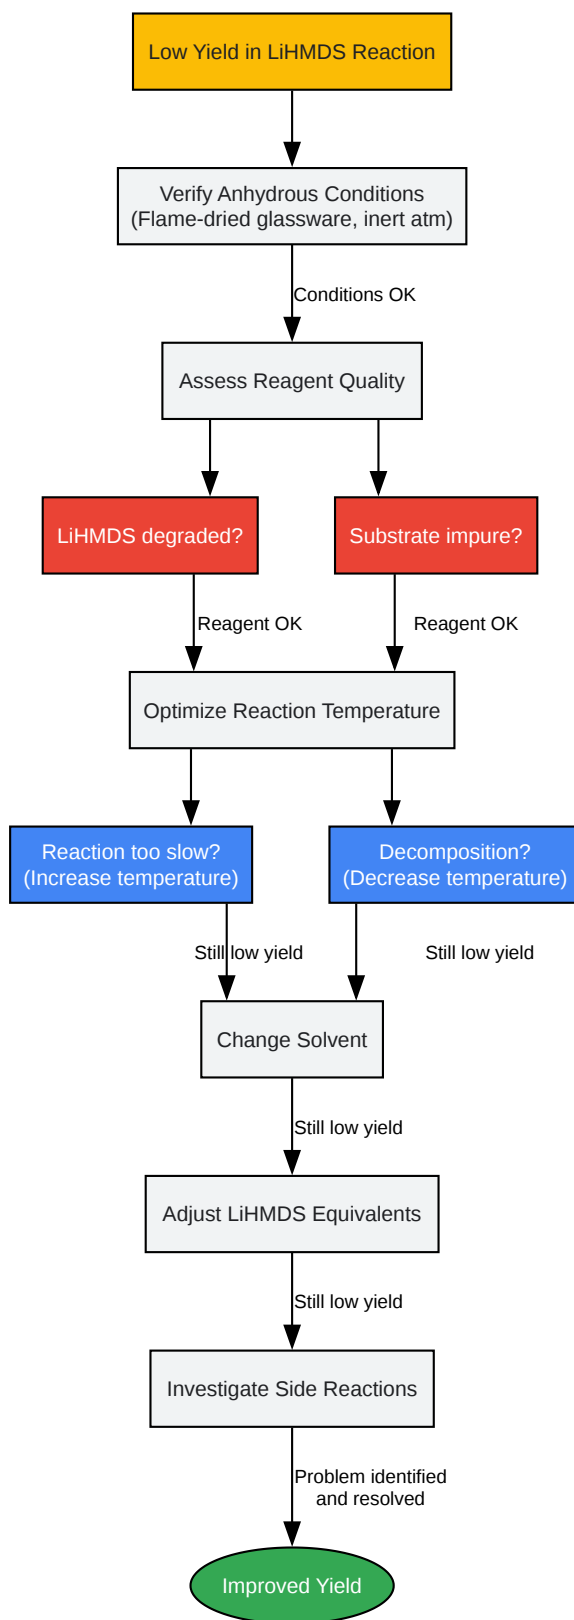 Low Yield in LiHMDS Reaction
Verify Anhydrous Conditions
(Flame-dried glassware, inert atm)
Conditions OK
Assess Reagent Quality
LiHMDS degraded?
Substrate impure?
Reagent OK
Reagent OK
Optimize Reaction Temperature
Reaction too slow?
(Increase temperature)
Decomposition?
(Decrease temperature)
Still low yield
Still low yield
Change Solvent
Still low yield
Adjust LiHMDS Equivalents
Still low yield
Investigate Side Reactions
Problem identified
and resolved
Improved Yield